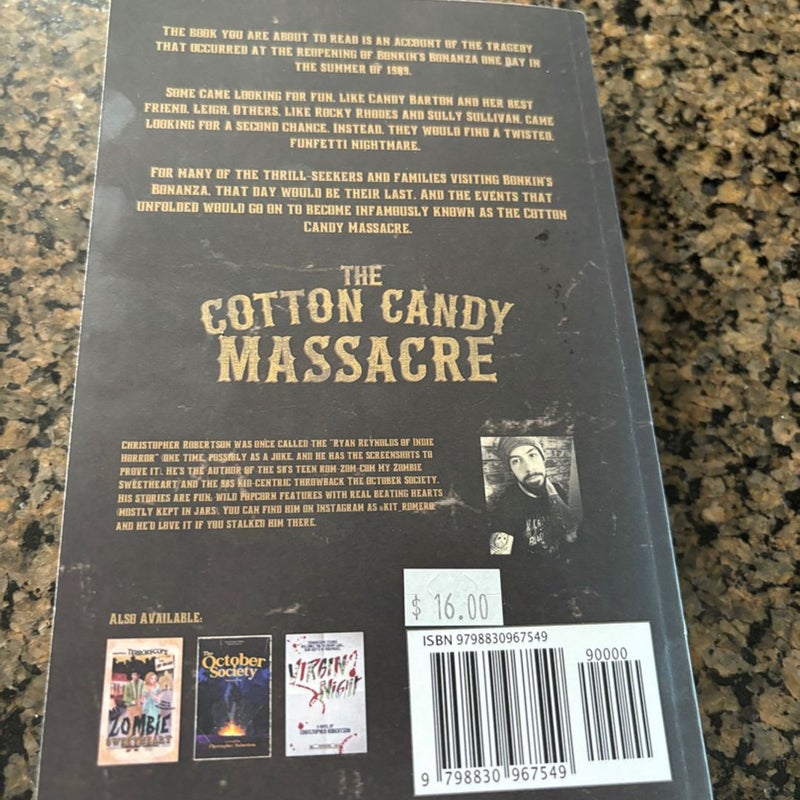 THE BOOK YOU ARE ABOUT TO READ IS AN ACCOUNT OF THE TRAGEDY
THAT OCCURRED AT THE REOPENING OF BONKIN'S BONANZA ONE DAY IN
THE SUMMER OF 1989.
SOME CAME LOOKING FOR FUN, LIKE CANDY BARTON AND HER BEST
FRIEND, LEIGH. OTHERS, LIKE ROCKY RHODES AND SULLY SULLIVAN, CAME
LOOKING FOR A SECOND CHANCE. INSTEAD, THEY WOULD FIND A TWISTED,
FUNFETTI NIGHTMARE.
FOR MANY OF THE THRILL-SEEKERS AND FAMILIES VISITING BONKIN'S
BONANZA, THAT DAY WOULD BE THEIR LAST. AND THE EVENTS THAT
UNFOLDED WOULD GO ON TO BECOME INFAMOUSLY KNOWN AS THE COTTON
CANDY MASSACRE.
THE
COTTON CANDY
MASSACRE
CHRISTOPHER ROBERTSON WAS ONCE CALLED THE "RYAN REYNOLDS OF INDIE
HORROR" (ONE TIME, POSSIBLY AS A JOKE, AND HE HAS THE SCREENSHOTS TO
PROVE IT). HE'S THE AUTHOR OF THE 50'S TEEN ROM-ZOM-COM MY ZOMBIE
SWEETHEART AND THE 80S KID-CENTRIC THROWBACK THE OCTOBER SOCIETY.
HIS STORIES ARE FUN, WILD POPCORN FEATURES WITH REAL BEATING HEARTS
(MOSTLY KEPT IN JARS). YOU CAN FIND HIM ON INSTAGRAM AS @KIT_ROMERO
AND HE'D LOVE IT IF YOU STALKED HIM THERE.
$ 16.00
ALSO AVAILABLE:
ISBN 9798830967549
90000
9 798830 967549
TERRORSCOPE
ZOMBIE
SWEETHEART
The
October
Society
Christopher Robertson
VIRGIN
NIGHT
A NOVEL BY
CHRISTOPHER ROBERTSON